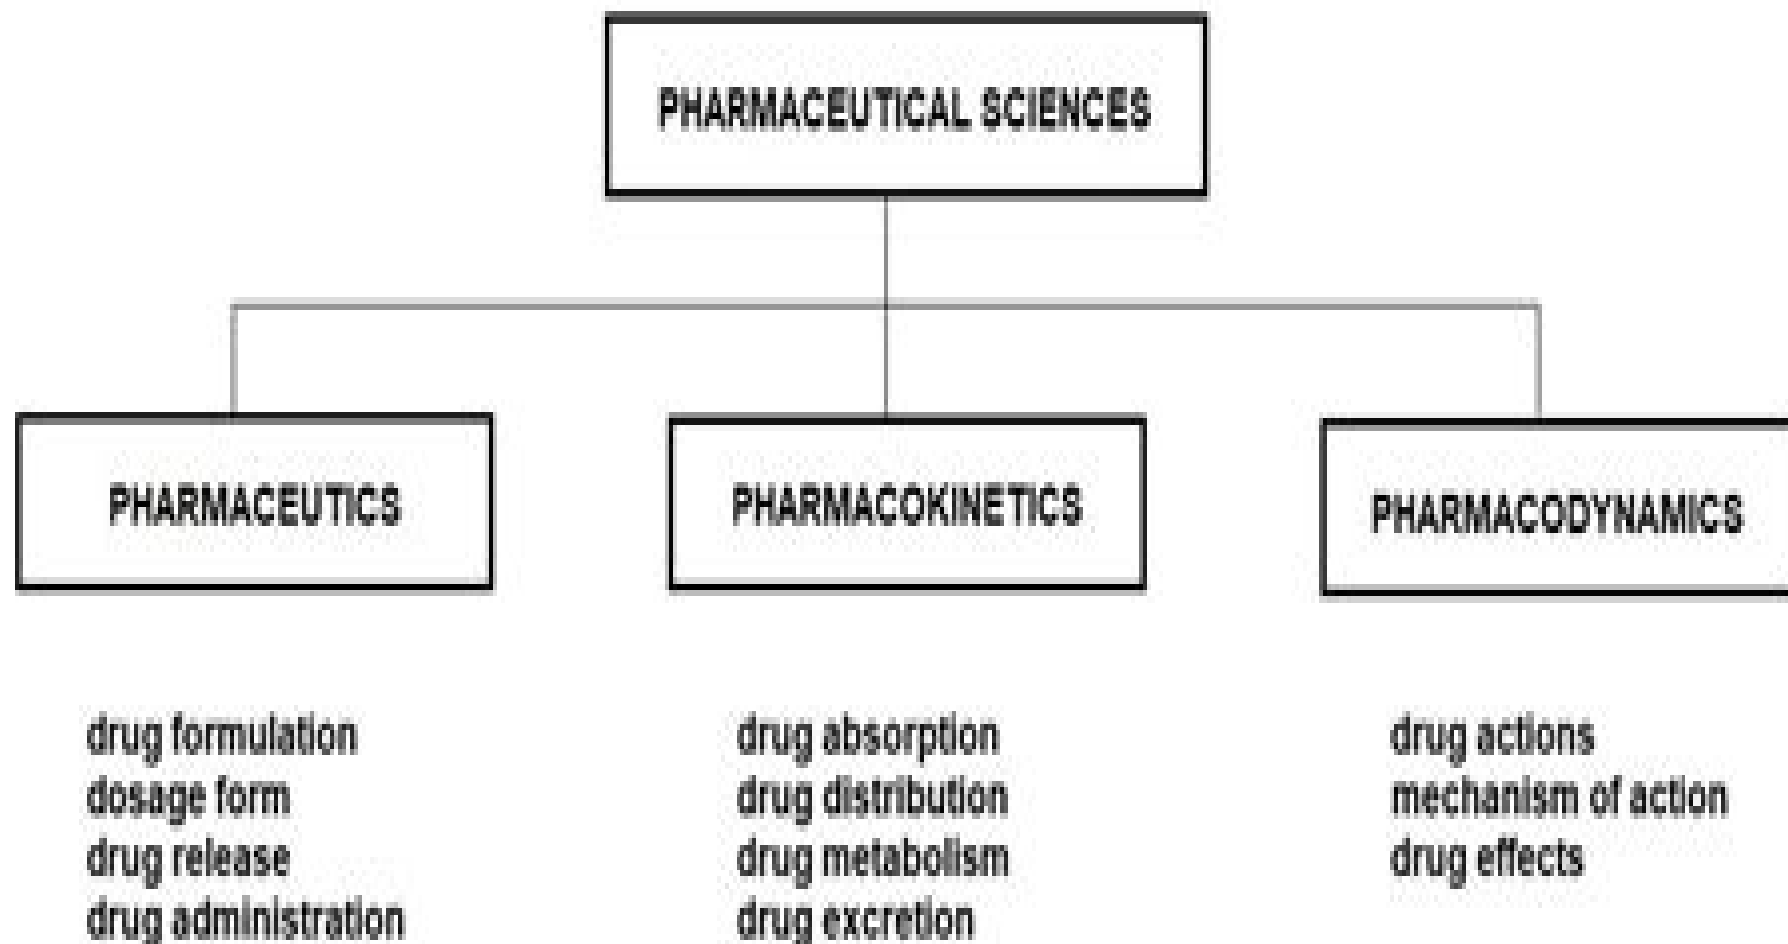 PHARMACEUTICAL SCIENCES
PHARMACEUTICS
PHARMACOKINETICS
PHARMACODYNAMICS
drug formulation
dosage form
drug release
drug administration
drug absorption
drug distribution
drug metabolism
drug excretion
drug actions
mechanism of action
drug effects